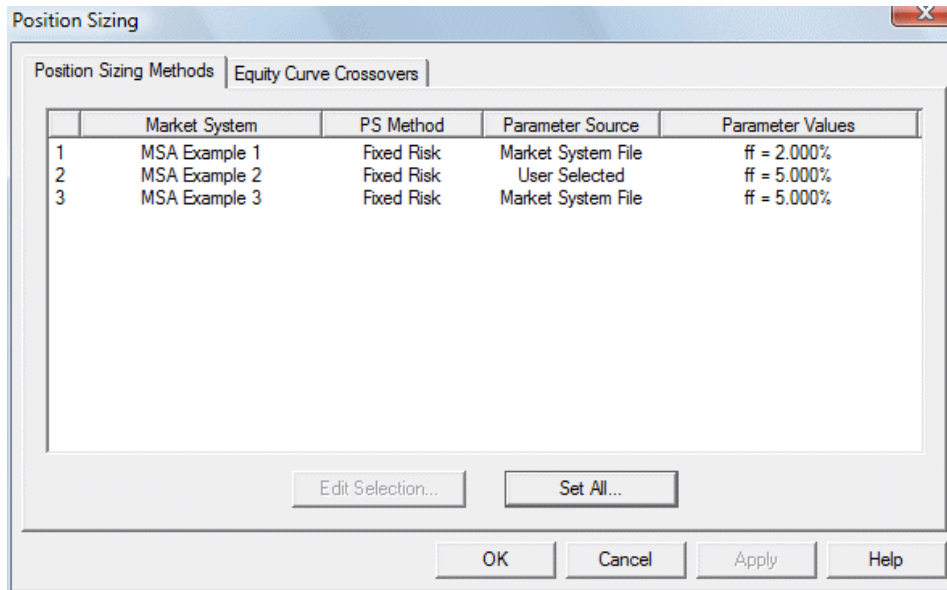 Position Sizing
Position Sizing Methods Equity Curve Crossovers
Market System PS Method Parameter Source Parameter Values
1 MSA Example 1 Fixed Risk Market System File ff = 2.000%
2 MSA Example 2 Fixed Risk User Selected ff = 5.000%
3 MSA Example 3 Fixed Risk Market System File ff = 5.000%
Edit Selection... Set All...
OK Cancel Apply Help